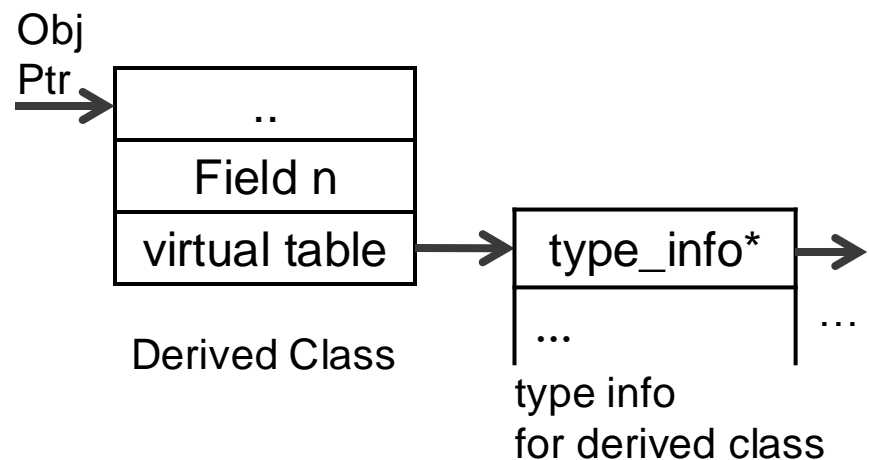 Obj
Ptr
..
Field n
virtual table
type_info*
...
...
Derived Class
type info
for derived class